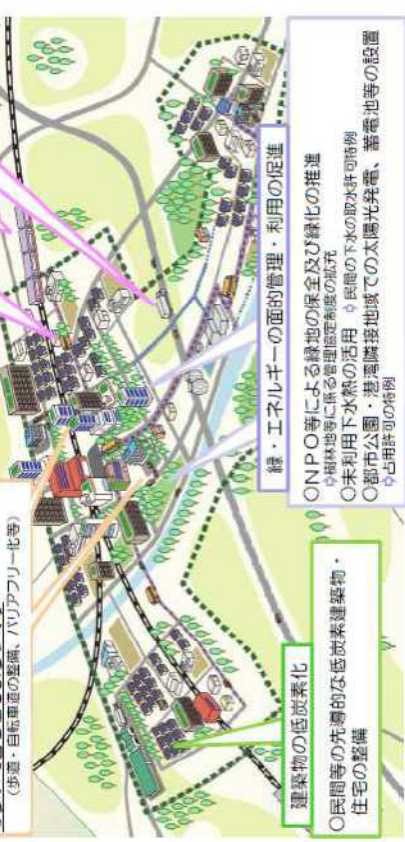 (歩道・自転車道の整備、バリアフリー化等)
緑・エネルギーの面的管理・利用の促進
○NPO等による緑地の保全及び緑化の推進
⇨樹林地等に係る管理協定制度の拡充
○未利用下水熱の活用 ⇨民間の下水の取水許可特例
○都市公園・港湾隣接地域での太陽光発電、蓄電池等の設置
⇨占用許可の特例
建築物の低炭素化
○民間等の先導的な低炭素建築物・
住宅の整備